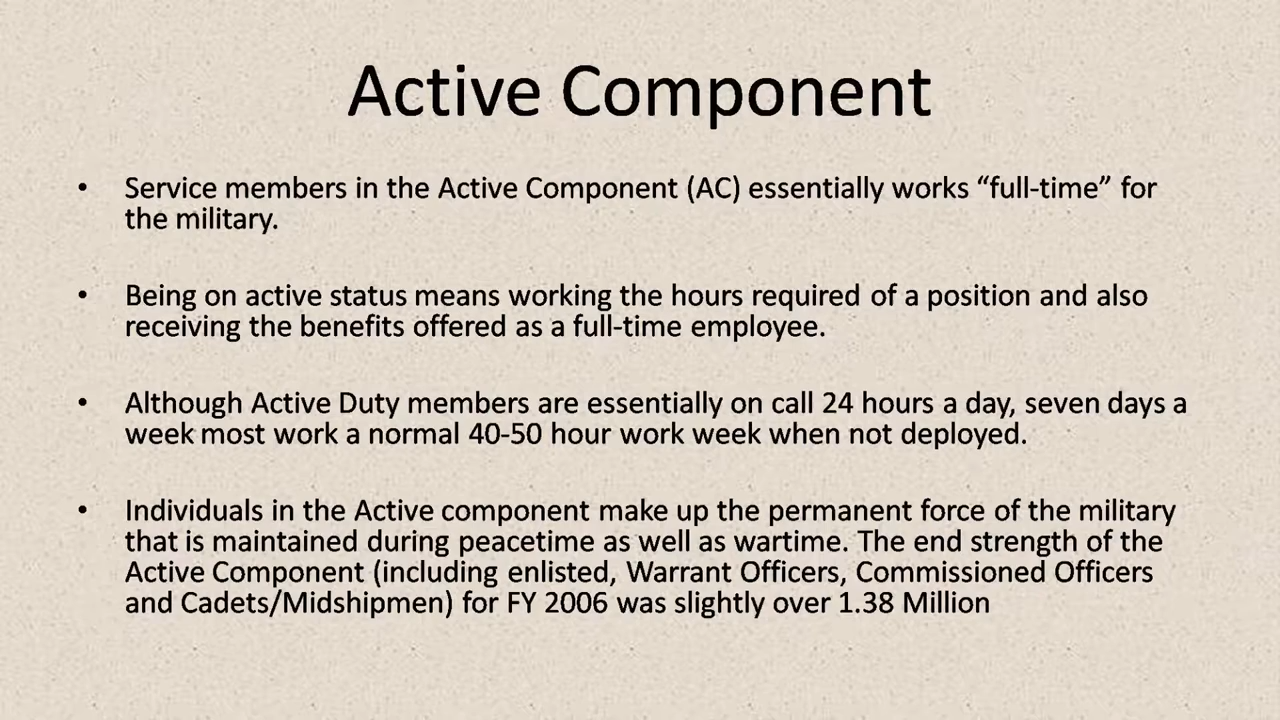 Active Component
• Service members in the Active Component (AC) essentially works “full-time” for
the military.
• Being on active status means working the hours required of a position and also
receiving the benefits offered as a full-time employee.
• Although Active Duty members are essentially on call 24 hours a day, seven days a
week most work a normal 40-50 hour work week when not deployed.
• Individuals in the Active component make up the permanent force of the military
that is maintained during peacetime as well as wartime. The end strength of the
Active Component (including enlisted, Warrant Officers, Commissioned Officers
and Cadets/Midshipmen) for FY 2006 was slightly over 1.38 Million